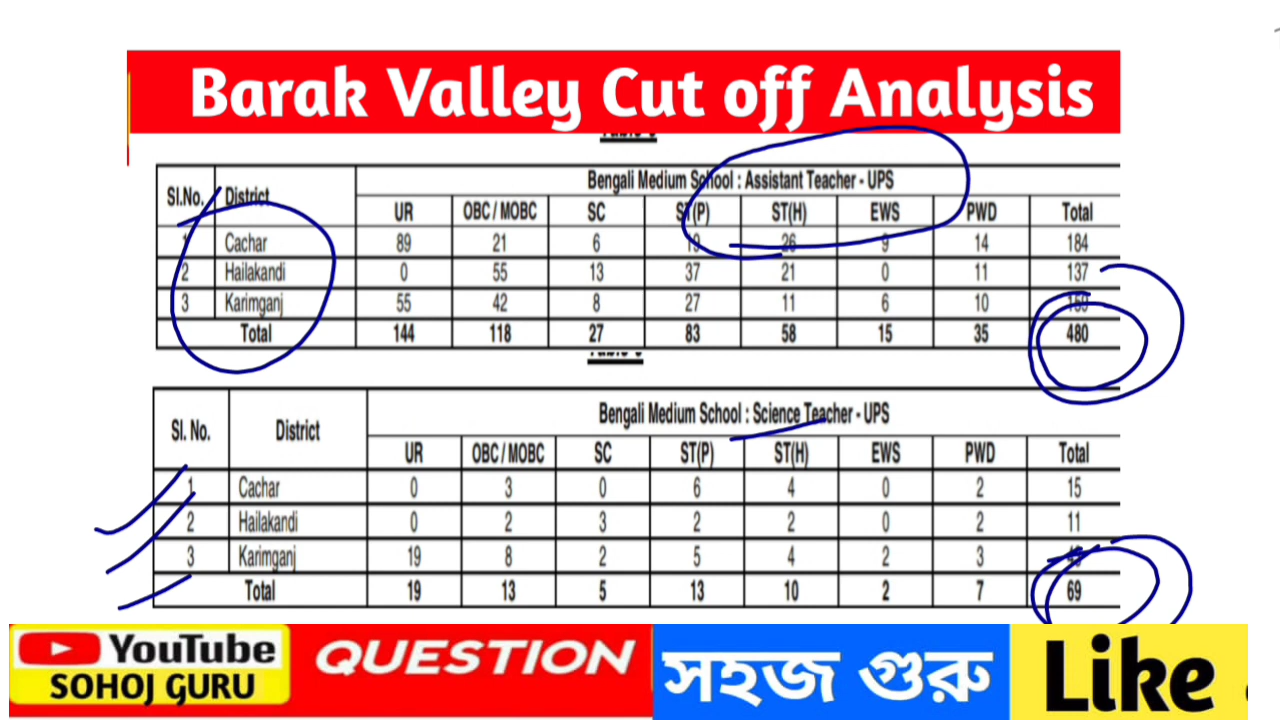 Barak Valley Cut off Analysis
Bengali Medium School : Assistant Teacher - UPS
Sl.No. District UR OBC / MOBC SC ST(P) ST(H) EWS PWD Total
1 Cachar 89 21 6 19 26 9 14 184
2 Hailakandi 0 55 13 37 21 0 11 137
3 Karimganj 55 42 8 27 11 6 10 159
Total 144 118 27 83 58 15 35 480
Bengali Medium School : Science Teacher - UPS
Sl. No. District UR OBC / MOBC SC ST(P) ST(H) EWS PWD Total
1 Cachar 0 3 0 6 4 0 2 15
2 Hailakandi 0 2 3 2 2 0 2 11
3 Karimganj 19 8 2 5 4 2 3
Total 19 13 5 13 10 2 7 69
YouTube
SOHOJ GURU
QUESTION
সহজ গুরু
Like